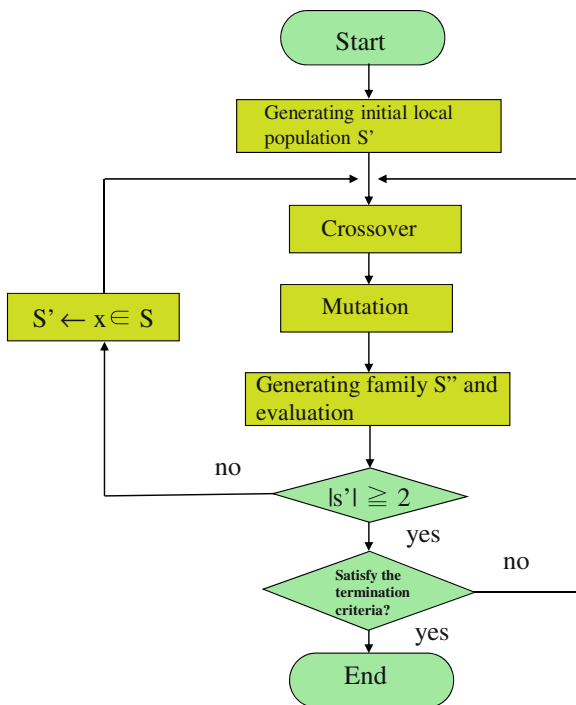 Start
Generating initial local
population S’
Crossover
Mutation
S’ ← x ∈ S
Generating family S” and
evaluation
no
|s’| ≧ 2
yes
Satisfy the
termination
criteria?
no
yes
End